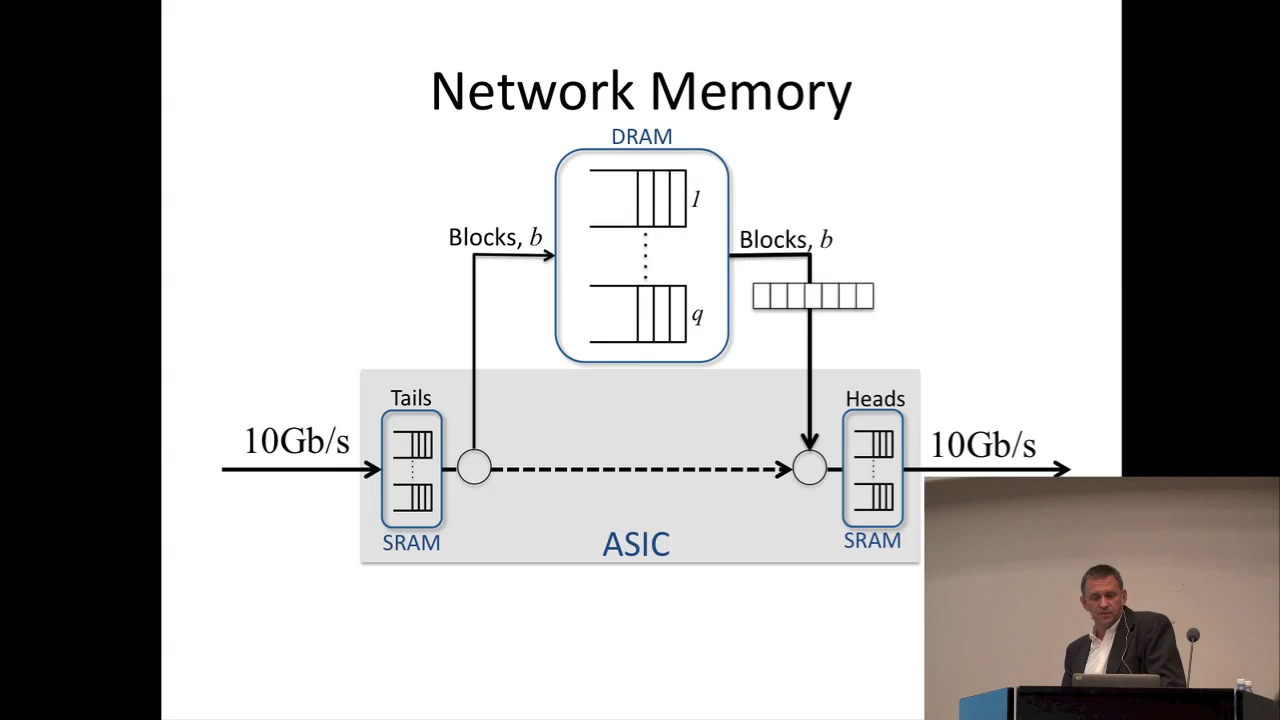 Network Memory
DRAM
1
Blocks, b
Blocks, b
q
Tails
Heads
10Gb/s
10Gb/s
SRAM
ASIC
SRAM